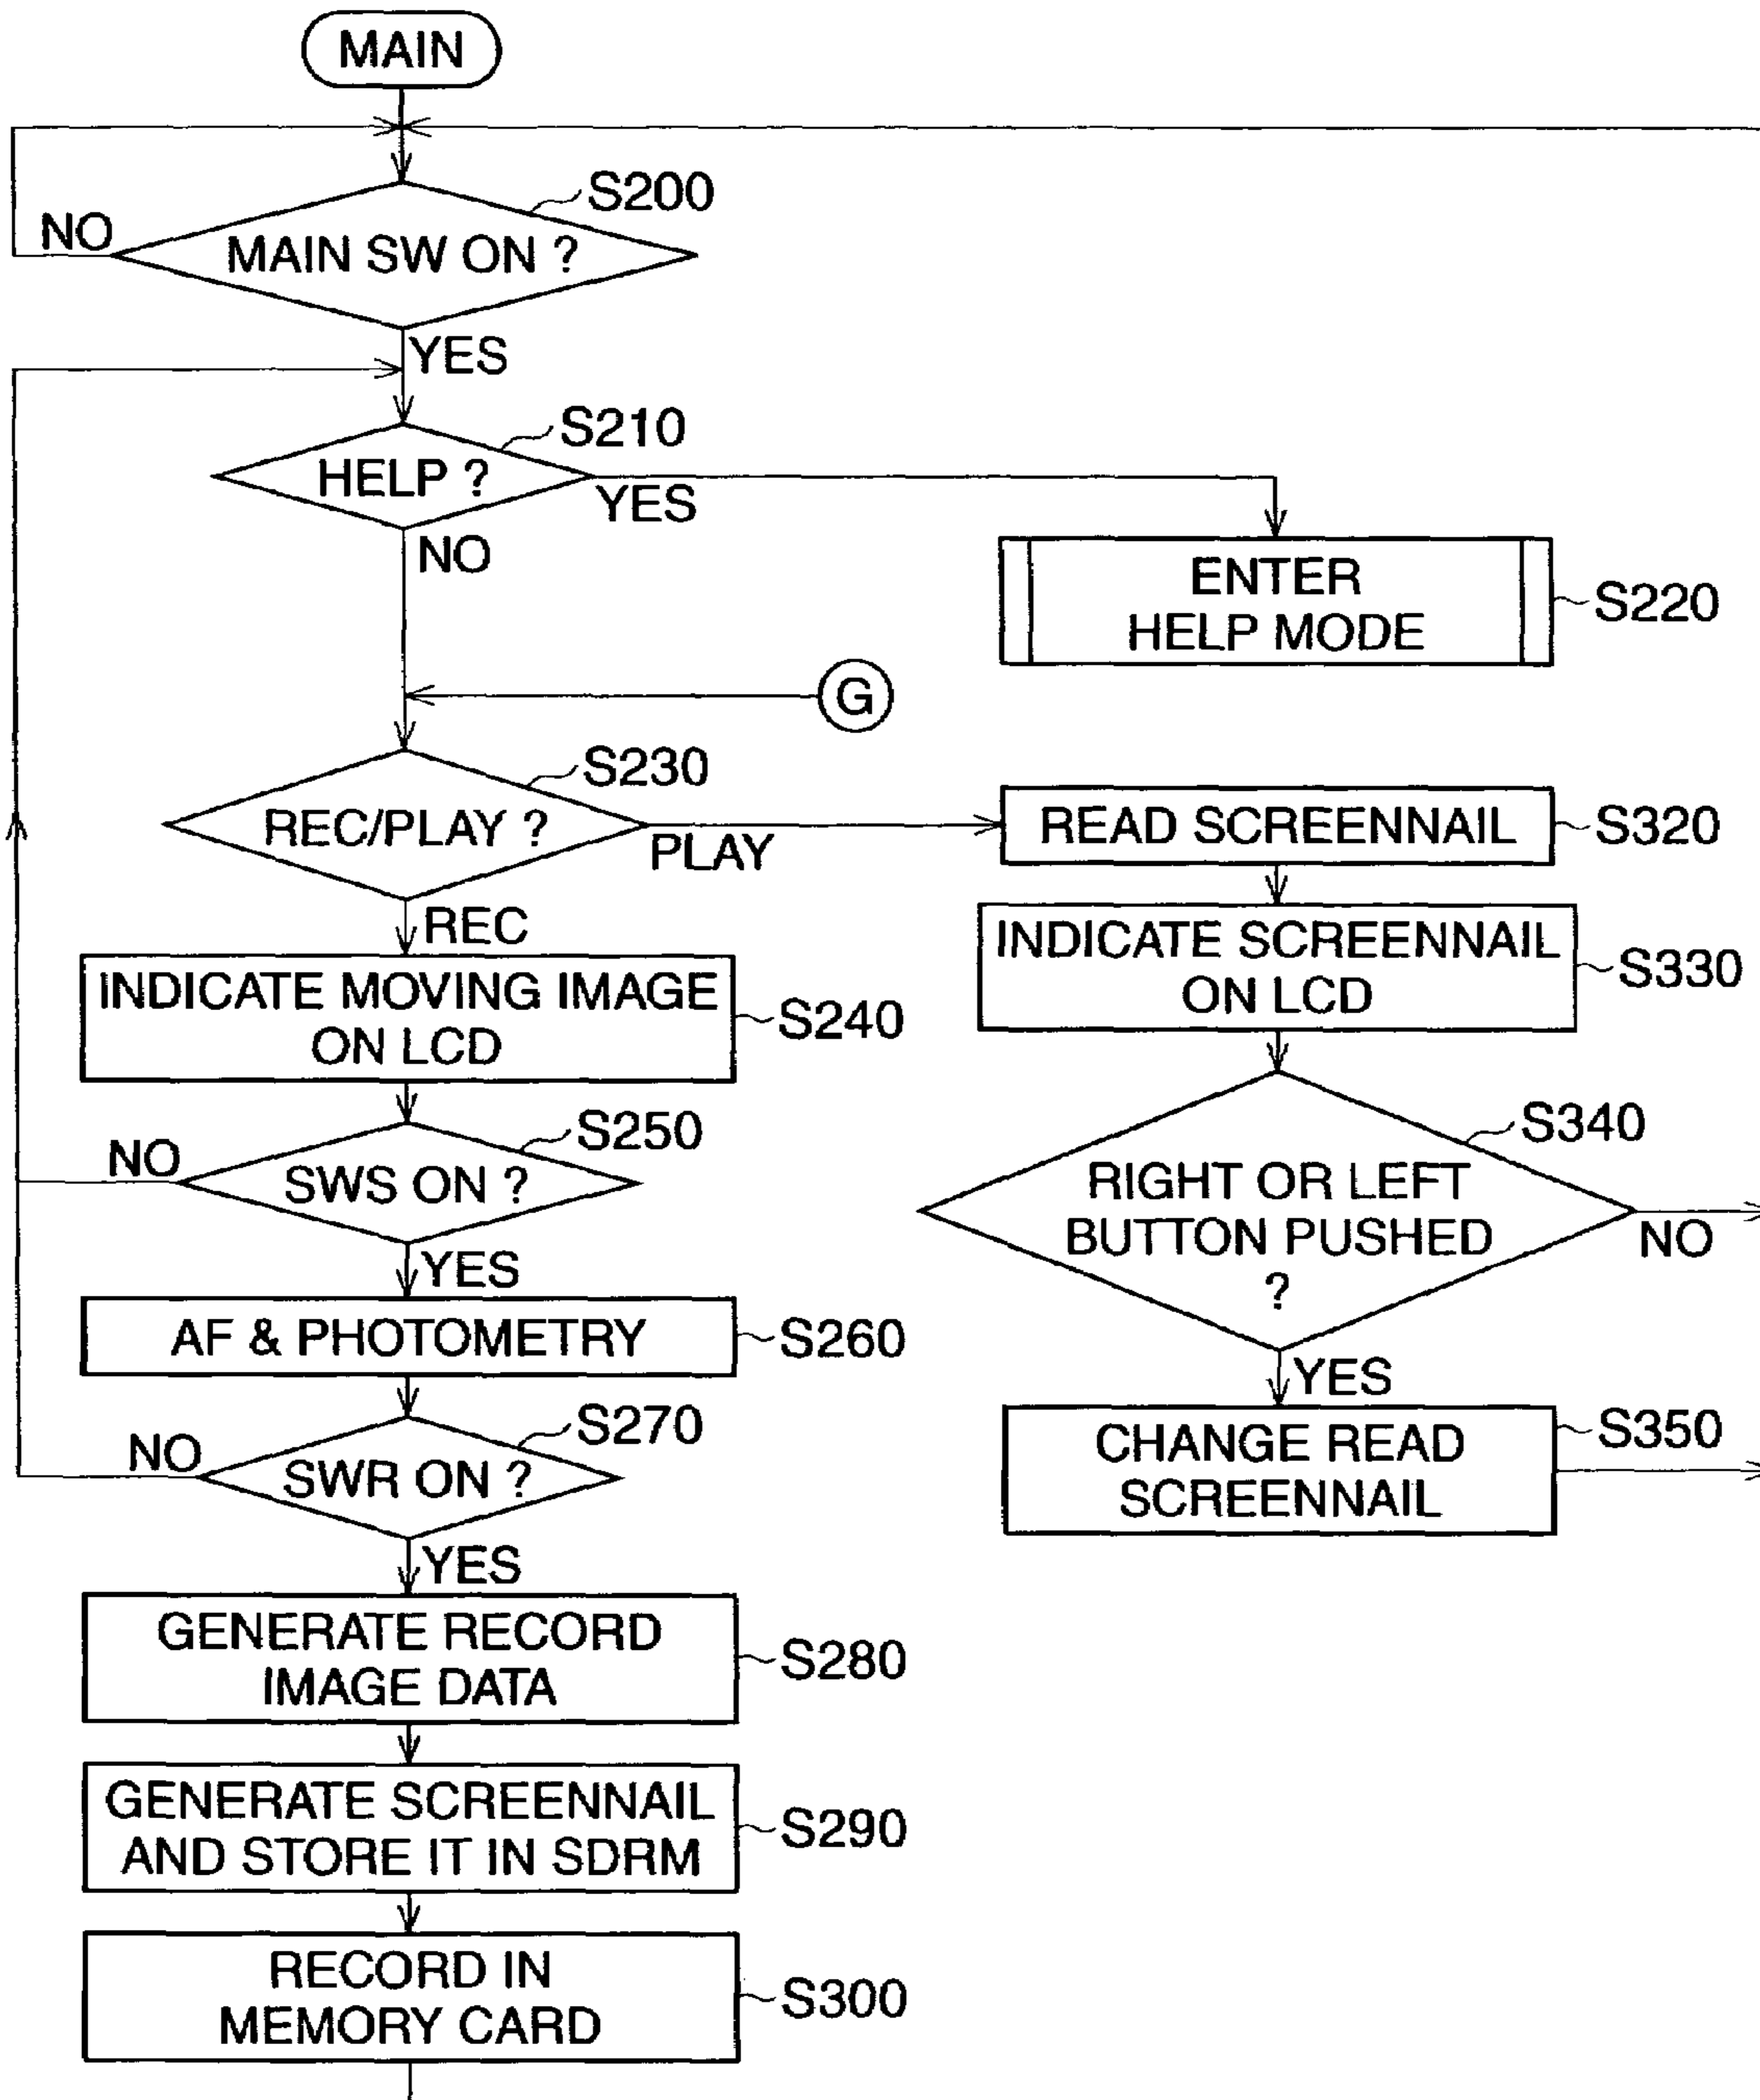 MAIN
S200
NO
MAIN SW ON ?
YES
S210
HELP ?
YES
NO
ENTER
HELP MODE
S220
G
S230
REC/PLAY ?
PLAY
READ SCREENNAIL
S320
REC
INDICATE SCREENNAIL
ON LCD
S330
INDICATE MOVING IMAGE
ON LCD
S240
S250
NO
SWS ON ?
S340
RIGHT OR LEFT
BUTTON PUSHED
?
NO
YES
AF & PHOTOMETRY
S260
YES
S270
NO
SWR ON ?
CHANGE READ
SCREENNAIL
S350
YES
GENERATE RECORD
IMAGE DATA
S280
GENERATE SCREENNAIL
AND STORE IT IN SDRM
S290
RECORD IN
MEMORY CARD
S300